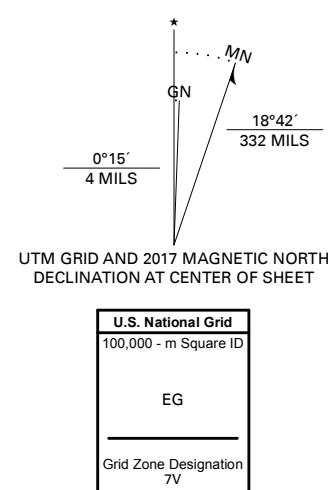 ★
MN
GN
18°42´
332 MILS
0°15´
4 MILS
UTM GRID AND 2017 MAGNETIC NORTH
DECLINATION AT CENTER OF SHEET
U.S. National Grid
100,000 - m Square ID
EG
Grid Zone Designation
7V